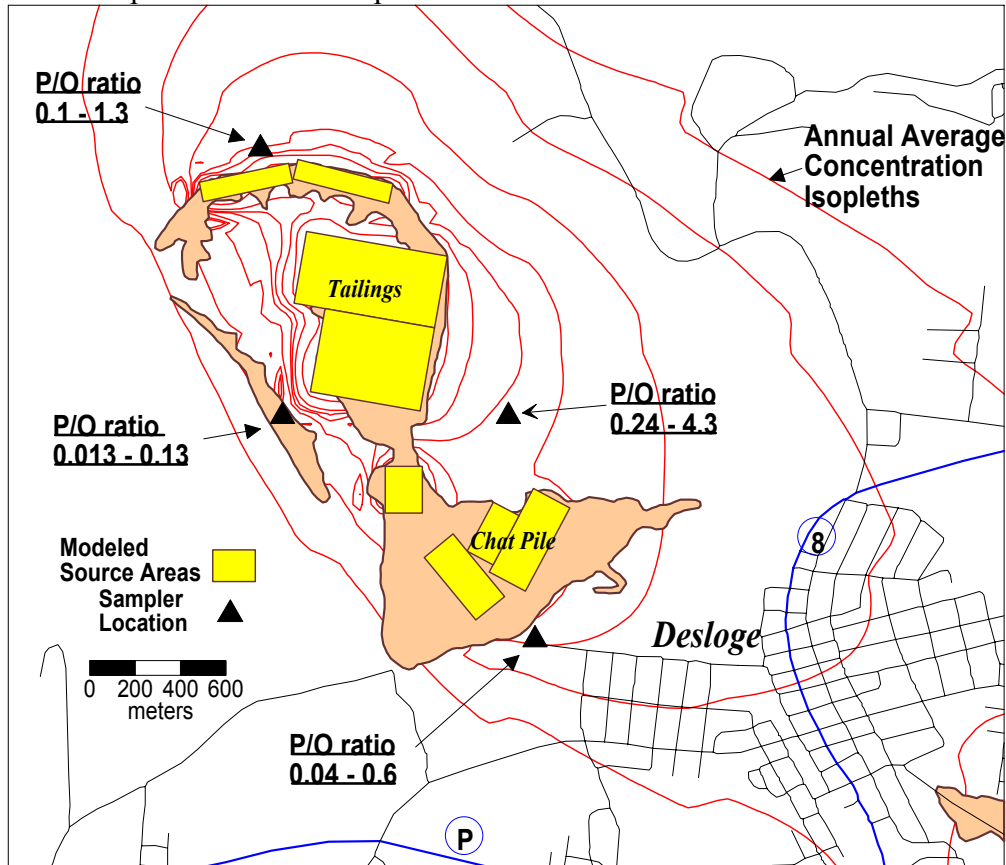 P/O ratio
0.1 - 1.3
Annual Average
Concentration
Isopleths
Tailings
P/O ratio
0.24 - 4.3
P/O ratio
0.013 - 0.13
8
Chat Pile
Modeled
Source Areas
Sampler
Location
Desloge
0 200 400 600
meters
P/O ratio
0.04 - 0.6
P